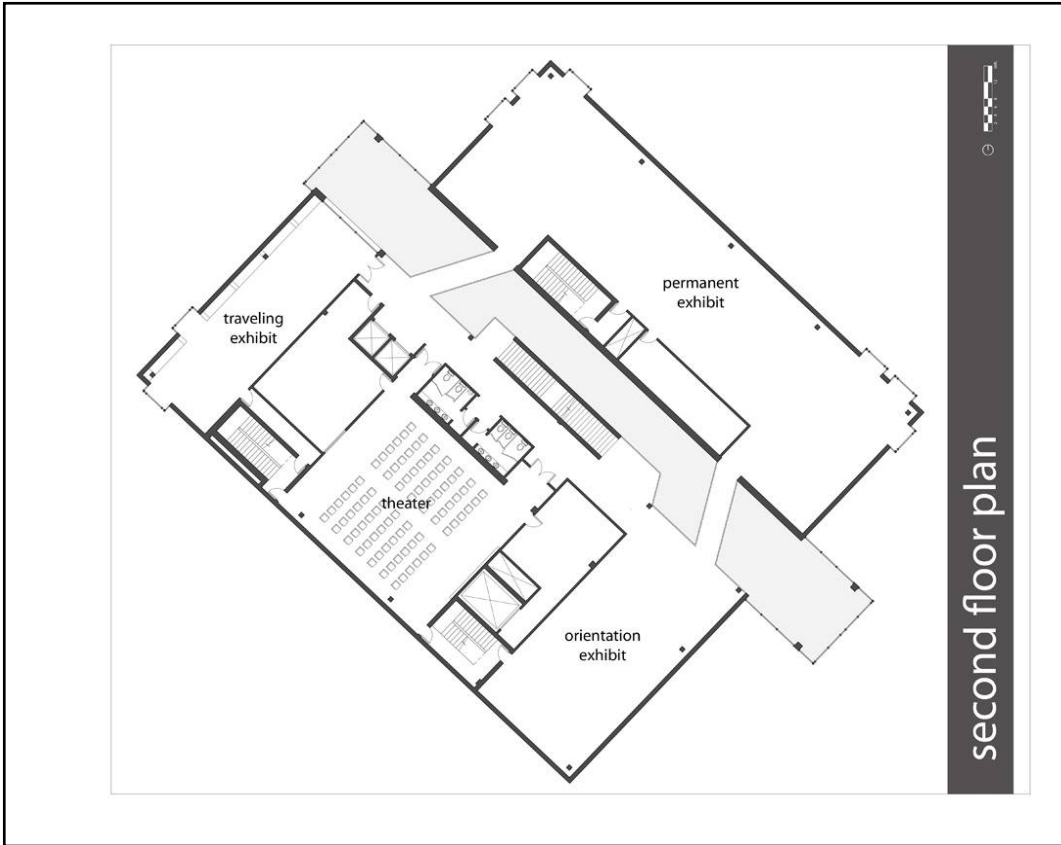 permanent
exhibit
traveling
exhibit
theater
orientation
exhibit
second floor plan